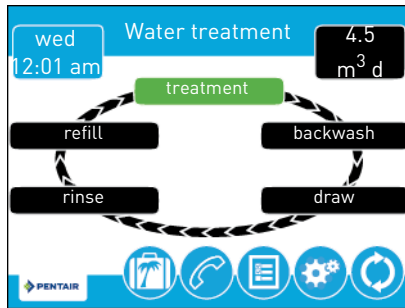 wed
12:01 am
Water treatment
4.5
m³ d
treatment
refill
backwash
rinse
draw
PENTAIR